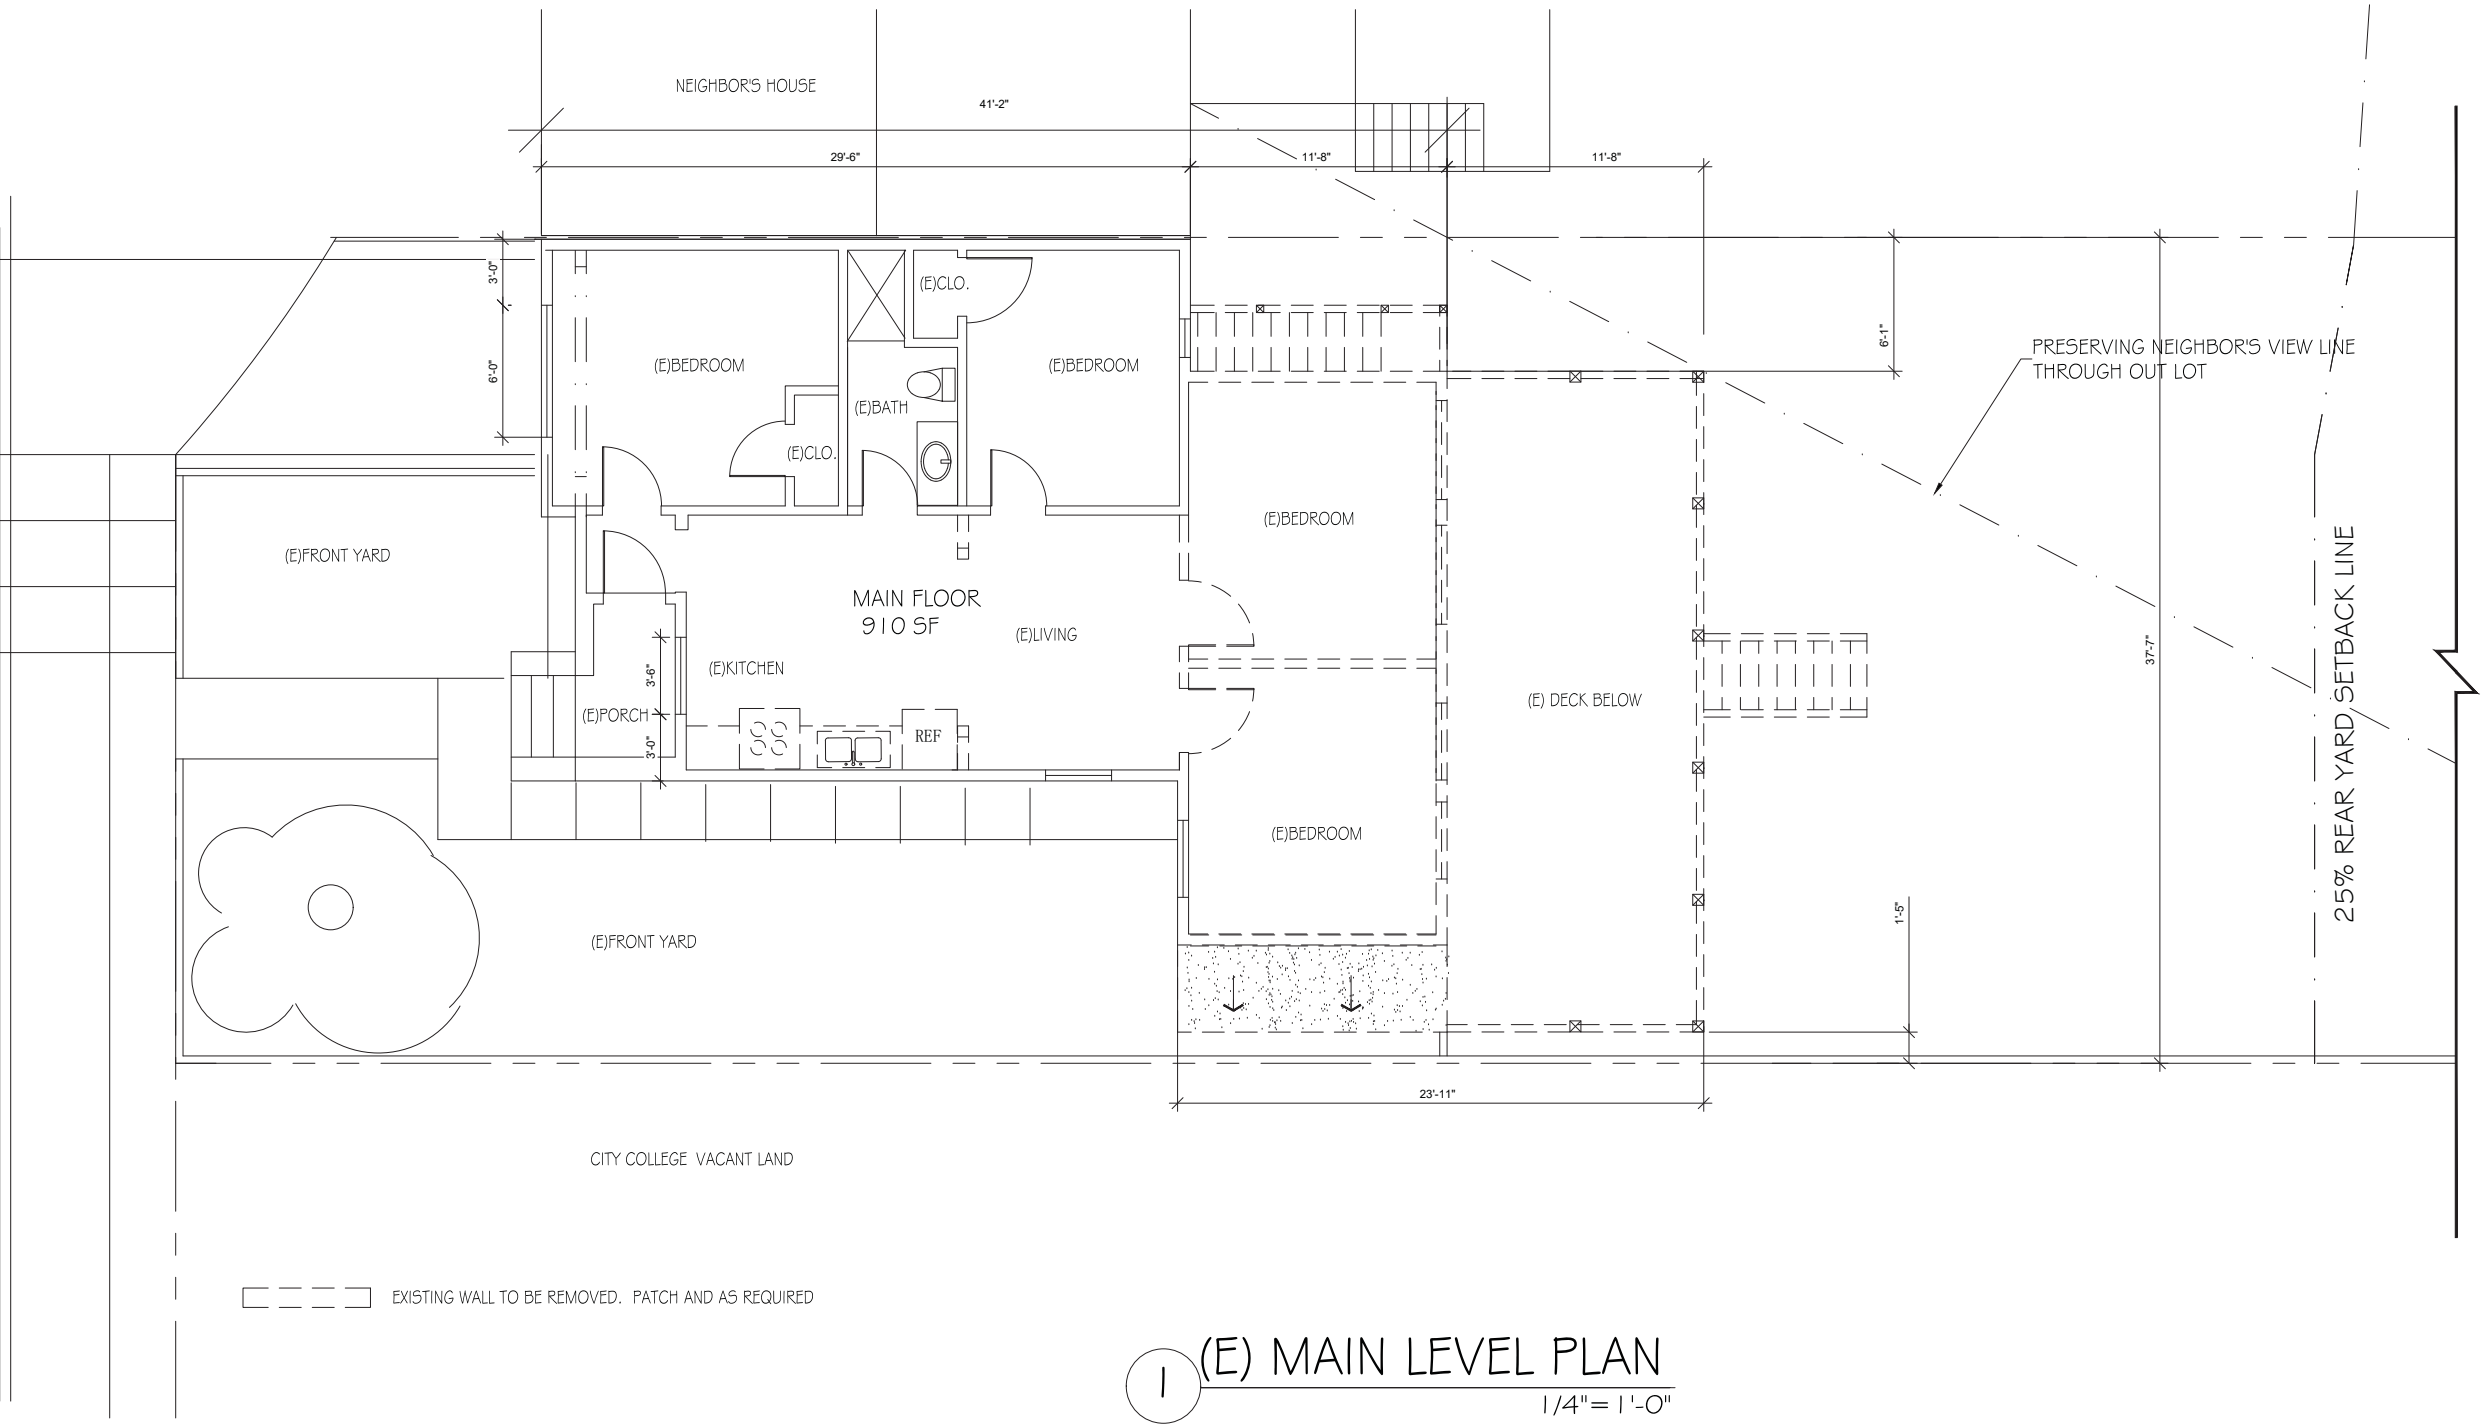 NEIGHBOR'S HOUSE
41'-2"
29'-6"
11'-8"
11'-8"
3'-0"
(E)CLO.
6'-1"
PRESERVING NEIGHBOR'S VIEW LINE
THROUGH OUT LOT
6'-0"
(E)BEDROOM
(E)BEDROOM
(E)BATH
(E)CLO.
(E)BEDROOM
(E)FRONT YARD
MAIN FLOOR
910 SF
(E)LIVING
37'-7"
25% REAR YARD SETBACK LINE
(E)KITCHEN
3'-6"
(E)PORCH
(E) DECK BELOW
REF
3'-0"
(E)BEDROOM
1'-5"
(E)FRONT YARD
23'-11"
CITY COLLEGE VACANT LAND
EXISTING WALL TO BE REMOVED. PATCH AND AS REQUIRED
1
(E) MAIN LEVEL PLAN
1/4"=1'-0"